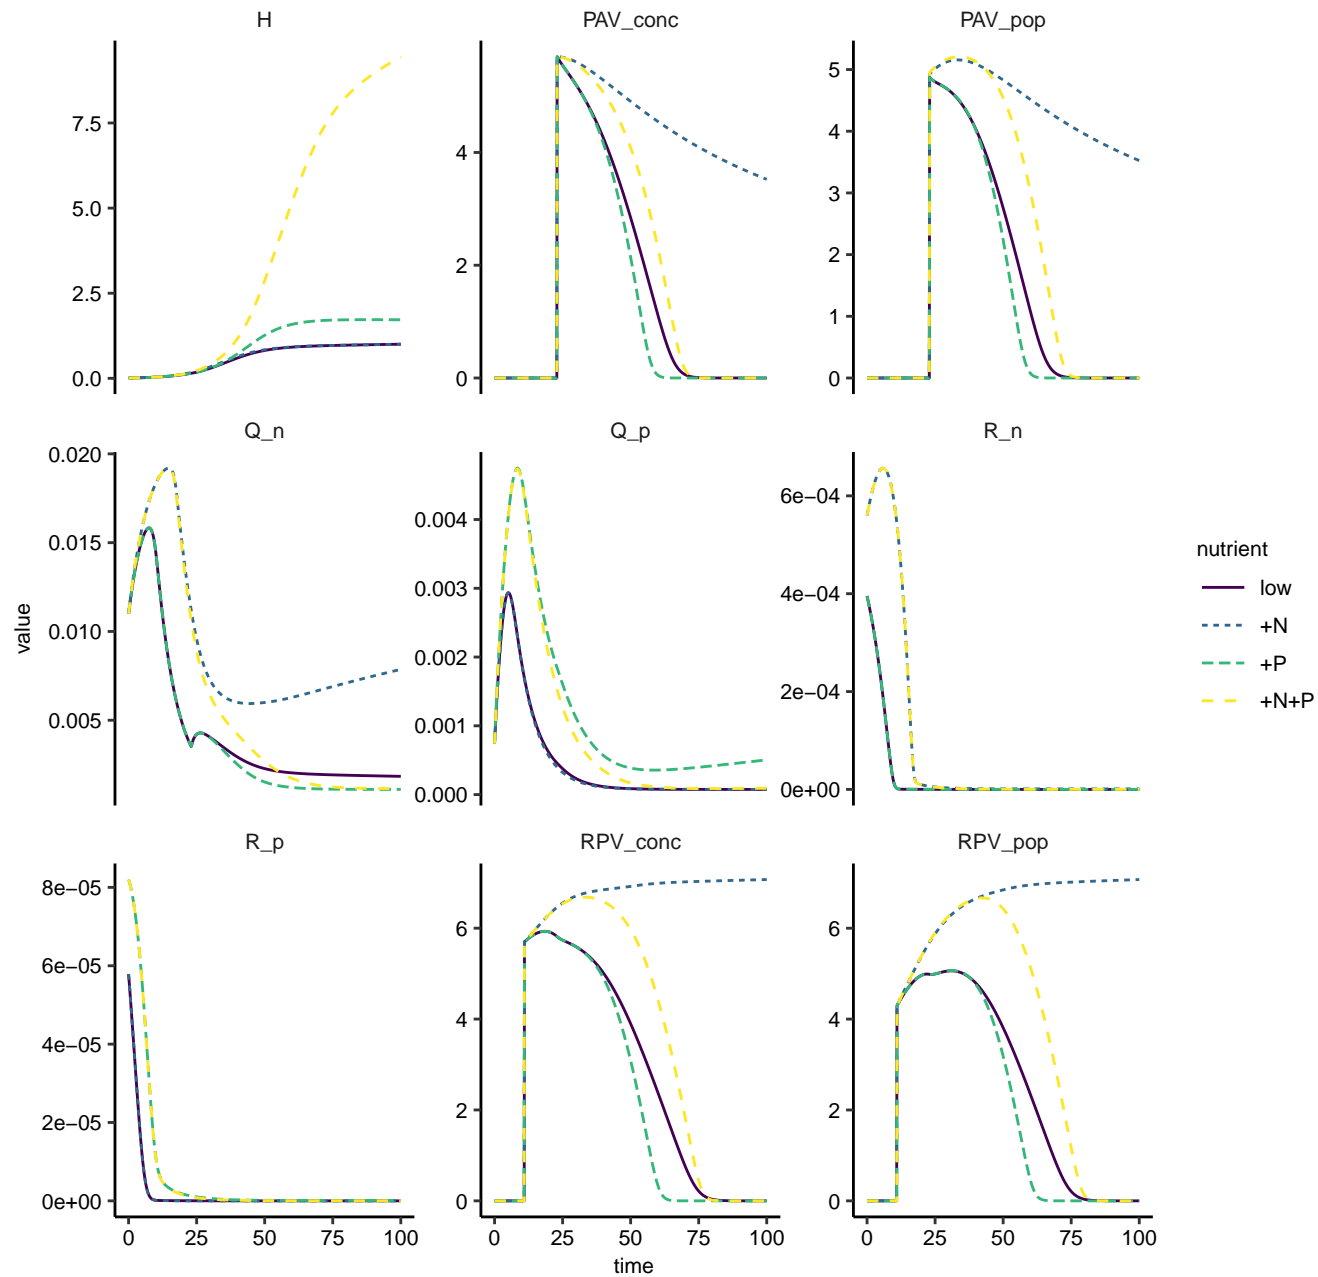 H
PAV_conc
PAV_pop
7.5
5.0
2.5
0.0
4
2
0
5
4
3
2
1
0
Q_n
Q_p
R_n
0.020
0.015
0.010
0.005
0.004
0.003
0.002
0.001
0.000
6e−04
4e−04
2e−04
0e+00
R_p
RPV_conc
RPV_pop
8e−05
6e−05
4e−05
2e−05
0e+00
6
4
2
0
6
4
2
0
0 25 50 75 100
0 25 50 75 100
0 25 50 75 100
time
value
nutrient
low
+N
+P
+N+P